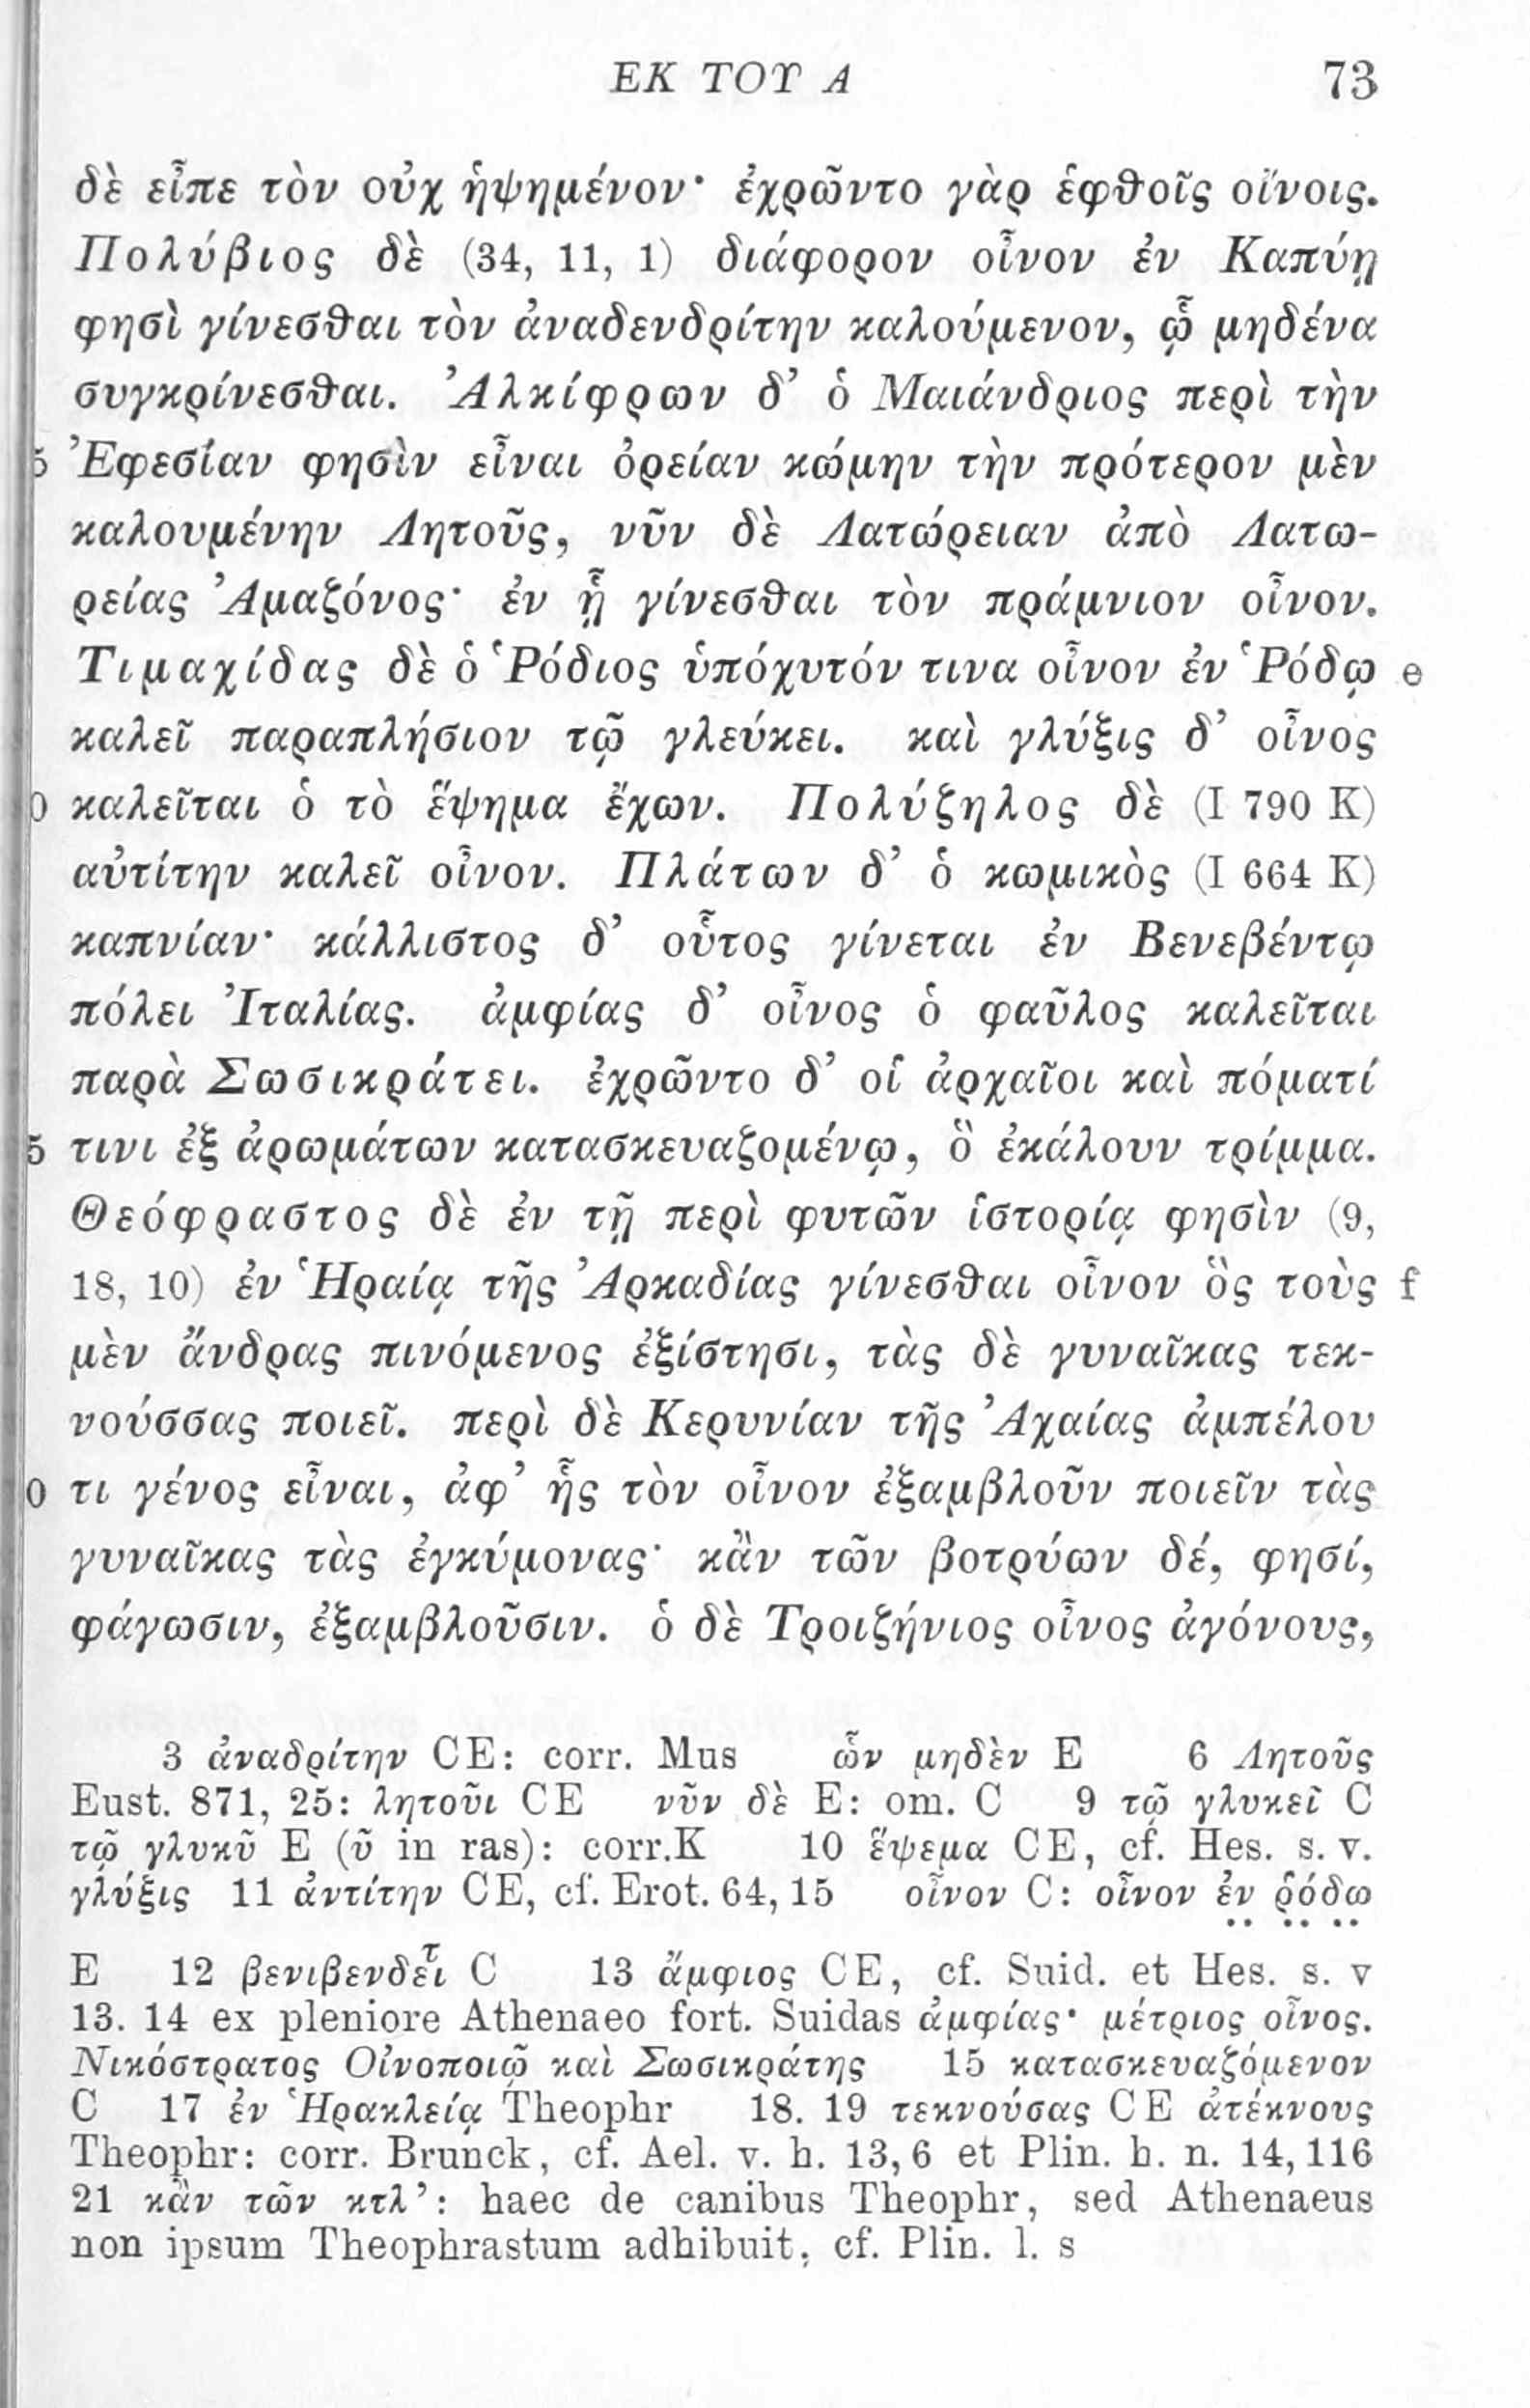 ΕΚ ΤΟΥ Α 73
δὲ εἶπε τὸν οὐχ ἡψημένον· ἐχρῶντο γὰρ ἑφθοῖς οἴνοις.
Πολύβιος δὲ (34, 11, 1) διάφορον οἶνον ἐν Καπύῃ
φησὶ γίνεσθαι τὸν ἀναδενδρίτην καλούμενον, ᾧ μηδένα
συγκρίνεσθαι. Ἀλκίφρων δ’ ὁ Μαιάνδριος περὶ τὴν
5 Ἐφεσίαν φησὶν εἶναι ὀρείαν κώμην τὴν πρότερον μὲν
καλουμένην Λητοῦς, νῦν δὲ Λατώρειαν ἀπὸ Λατω-
ρείας Ἀμαζόνος· ἐν ᾗ γίνεσθαι τὸν πράμνιον οἶνον.
Τιμαχίδας δὲ ὁ Ῥόδιος ὑπόχυτόν τινα οἶνον ἐν Ῥόδῳ e
καλεῖ παραπλήσιον τῷ γλεύκει. καὶ γλύξις δ’ οἶνος
0 καλεῖται ὁ τὸ ἕψημα ἔχων. Πολύζηλος δὲ (I 790 K)
αὐτίτην καλεῖ οἶνον. Πλάτων δ’ ὁ κωμικὸς (I 664 K)
καπνίαν· κάλλιστος δ’ οὗτος γίνεται ἐν Βενεβέντῳ
πόλει Ἰταλίας. ἀμφίας δ’ οἶνος ὁ φαῦλος καλεῖται
παρὰ Σωσικράτει. ἐχρῶντο δ’ οἱ ἀρχαῖοι καὶ πόματί
5 τινι ἐξ ἀρωμάτων κατασκευαζομένῳ, ὃ ἐκάλουν τρίμμα.
Θεόφραστος δὲ ἐν τῇ περὶ φυτῶν ἱστορίᾳ φησὶν (9,
18, 10) ἐν Ἡραίᾳ τῆς Ἀρκαδίας γίνεσθαι οἶνον ὃς τοὺς f
μὲν ἄνδρας πινόμενος ἐξίστησι, τὰς δὲ γυναῖκας τεκ-
νούσσας ποιεῖ. περὶ δὲ Κερυνίαν τῆς Ἀχαίας ἀμπέλου
0 τι γένος εἶναι, ἀφ’ ἧς τὸν οἶνον ἐξαμβλοῦν ποιεῖν τὰς
γυναῖκας τὰς ἐγκύμονας· κἂν τῶν βοτρύων δέ, φησί,
φάγωσιν, ἐξαμβλοῦσιν. ὁ δὲ Τροιζήνιος οἶνος ἀγόνους,
3 ἀναδρίτην CE: corr. Mus ὧν μηδὲν E 6 Λητοῦς
Eust. 871, 25: λητοῦι CE νῦν δὲ E: om. C 9 τῷ γλυκεῖ C
τῷ γλυκῦ E (ῦ in ras): corr. K 10 ἕψεμα CE, cf. Hes. s. v.
γλύξις 11 ἀντίτην CE, cf. Erot. 64, 15 οἶνον C: οἶνον ἐν ῥόδω
E 12 βενιβενδεῖτι C 13 ἄμφιος CE, cf. Suid. et Hes. s. v
13. 14 ex pleniore Athenaeo fort. Suidas ἀμφίας· μέτριος οἶνος.
Νικόστρατος Οἰνοποιῷ καὶ Σωσικράτης 15 κατασκευαζόμενον
C 17 ἐν Ἡρακλείᾳ Theophr 18. 19 τεκνούσας CE ἀτέκνους
Theophr: corr. Brunck, cf. Ael. v. h. 13, 6 et Plin. h. n. 14, 116
21 κἂν τῶν κτλ’: haec de canibus Theophr, sed Athenaeus
non ipsum Theophrastum adhibuit, cf. Plin. l. s